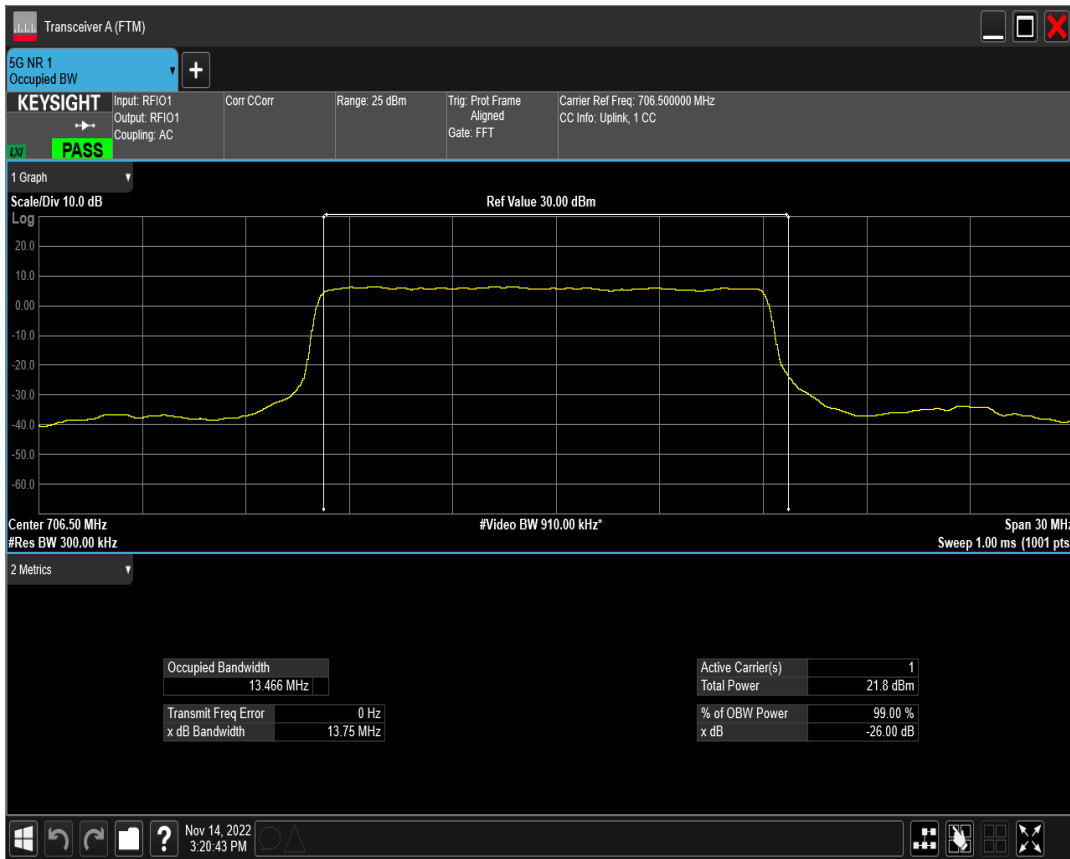 Transceiver A (FTM)
5G NR 1
Occupied BW
KEYSIGHT
LXI
PASS
Input: RFIO1
Output: RFIO1
Coupling: AC
Corr CCorr
Range: 25 dBm
Trig: Prot Frame
Aligned
Gate: FFT
Carrier Ref Freq: 706.500000 MHz
CC Info: Uplink, 1 CC
1 Graph
Scale/Div 10.0 dB
Ref Value 30.00 dBm
Log
20.0
10.0
0.00
-10.0
-20.0
-30.0
-40.0
-50.0
-60.0
Center 706.50 MHz
#Video BW 910.00 kHz*
Span 30 MHz
#Res BW 300.00 kHz
Sweep 1.00 ms (1001 pts
2 Metrics
Occupied Bandwidth
13.466 MHz
Transmit Freq Error 0 Hz
x dB Bandwidth 13.75 MHz
Active Carrier(s) 1
Total Power 21.8 dBm
% of OBW Power 99.00 %
x dB -26.00 dB
?
Nov 14, 2022
3:20:43 PM